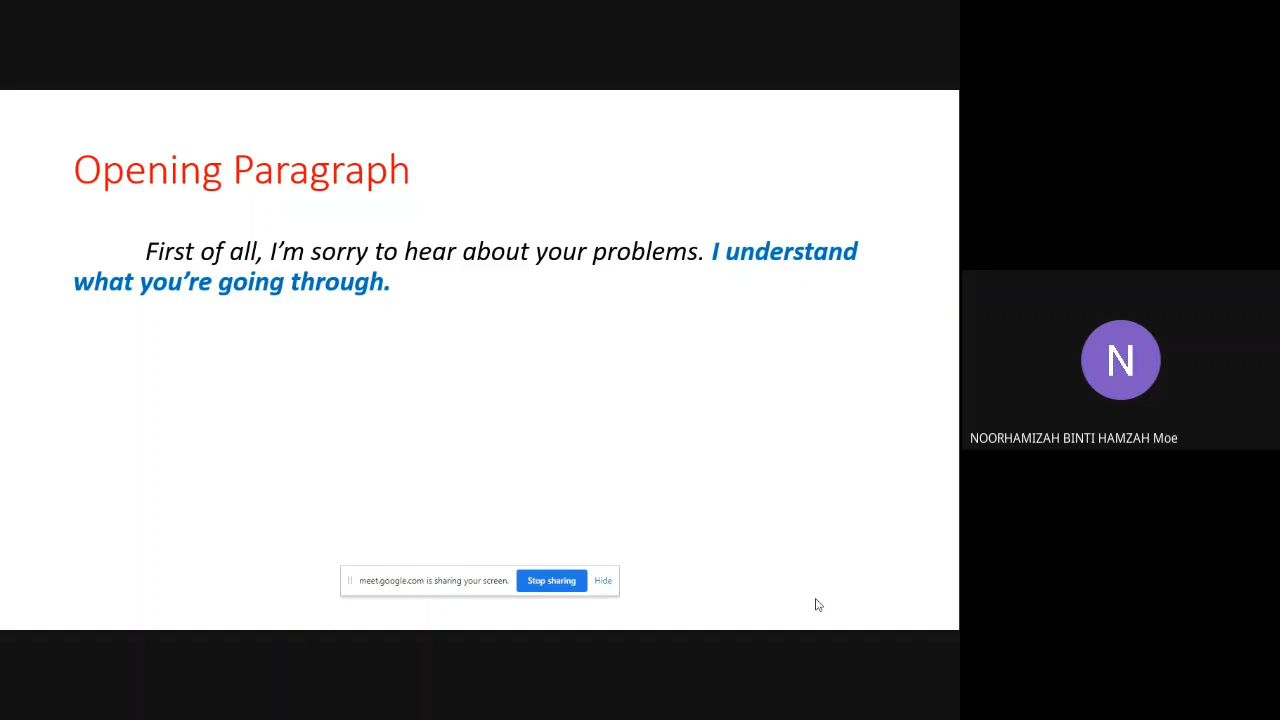 Opening Paragraph
First of all, I’m sorry to hear about your problems. I understand
what you’re going through.
N
NOORHAMIZAH BINTI HAMZAH Moe
meet.google.com is sharing your screen. Stop sharing Hide